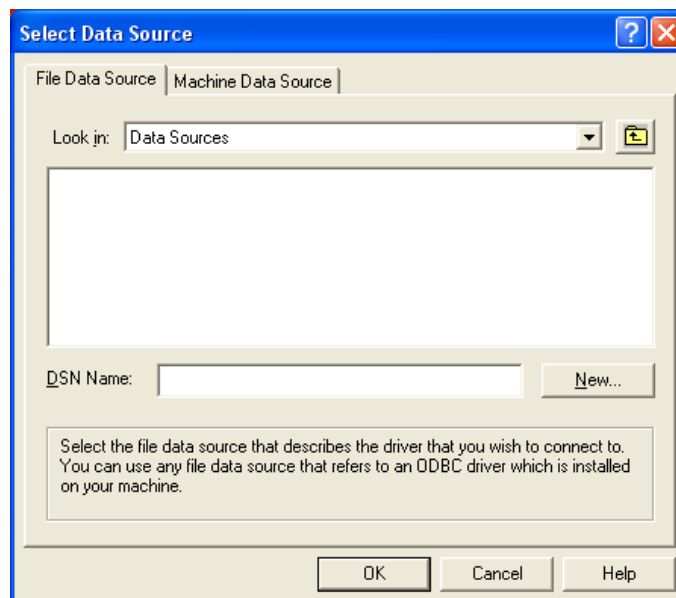 Select Data Source
File Data Source Machine Data Source
Look in: Data Sources
DSN Name: New...
Select the file data source that describes the driver that you wish to connect to.
You can use any file data source that refers to an ODBC driver which is installed
on your machine.
OK Cancel Help